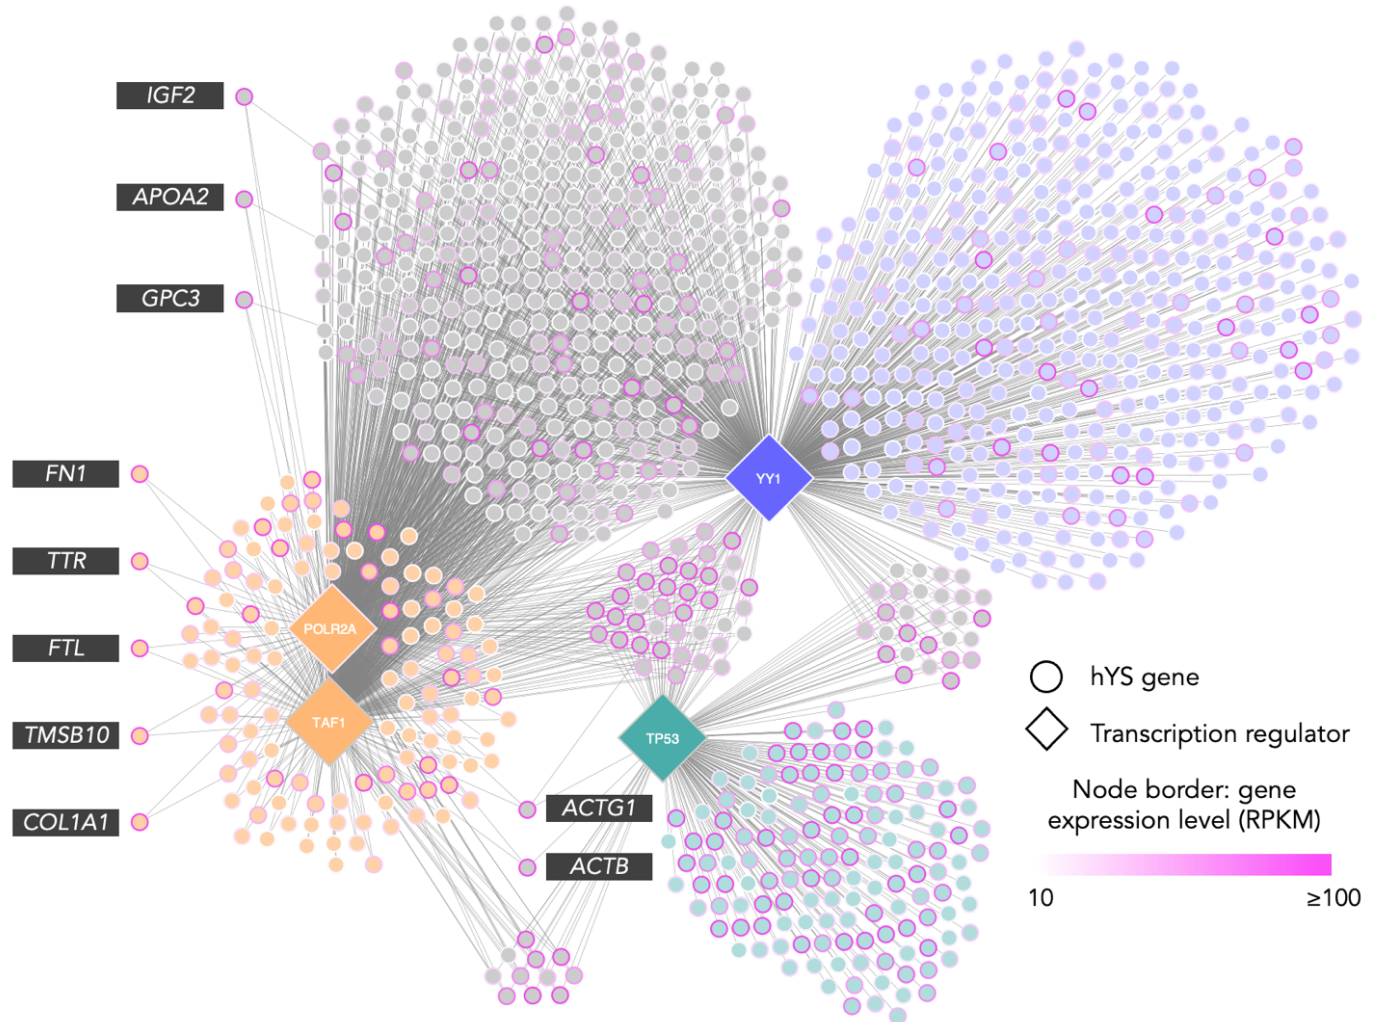 IGF2
APOA2
GPC3
FN1
TTR
FTL
TMSB10
COL1A1
YY1
POLR2A
TAF1
TP53
ACTG1
ACTB
hYS gene
Transcription regulator
Node border: gene
expression level (RPKM)
10 ≥100